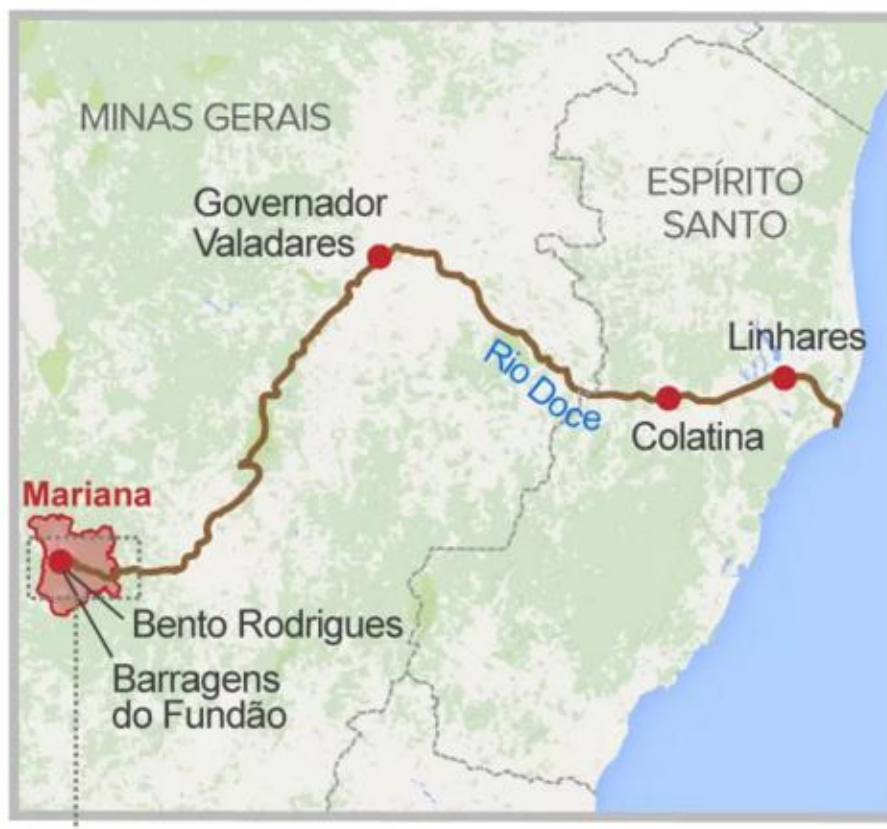 MINAS GERAIS
Governador
Valadares
ESPÍRITO
SANTO
Rio Doce
Linhares
Colatina
Mariana
Bento Rodrigues
Barragens
do Fundão